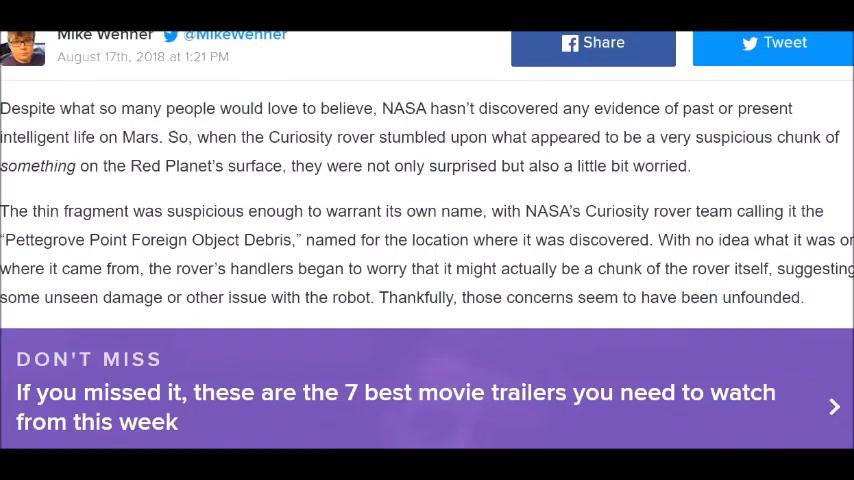 Mike Wehner @MikeWehner
August 17th, 2018 at 1:21 PM
Share
Tweet
Despite what so many people would love to believe, NASA hasn't discovered any evidence of past or present
intelligent life on Mars. So, when the Curiosity rover stumbled upon what appeared to be a very suspicious chunk of
something on the Red Planet's surface, they were not only surprised but also a little bit worried.
The thin fragment was suspicious enough to warrant its own name, with NASA's Curiosity rover team calling it the
“Pettegrove Point Foreign Object Debris,” named for the location where it was discovered. With no idea what it was or
where it came from, the rover's handlers began to worry that it might actually be a chunk of the rover itself, suggesting
some unseen damage or other issue with the robot. Thankfully, those concerns seem to have been unfounded.
DON'T MISS
If you missed it, these are the 7 best movie trailers you need to watch
from this week